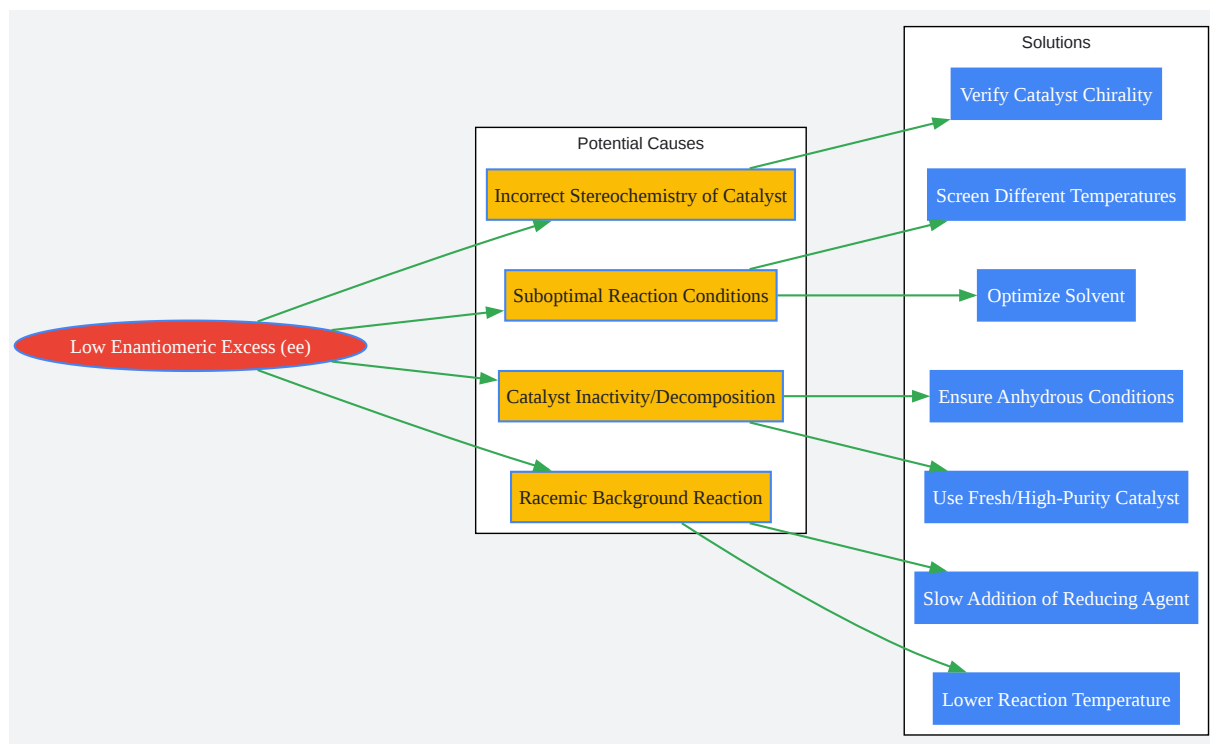 Low Enantiomeric Excess (ee)
Potential Causes
Incorrect Stereochemistry of Catalyst
Suboptimal Reaction Conditions
Catalyst Inactivity/Decomposition
Racemic Background Reaction
Solutions
Verify Catalyst Chirality
Screen Different Temperatures
Optimize Solvent
Ensure Anhydrous Conditions
Use Fresh/High-Purity Catalyst
Slow Addition of Reducing Agent
Lower Reaction Temperature